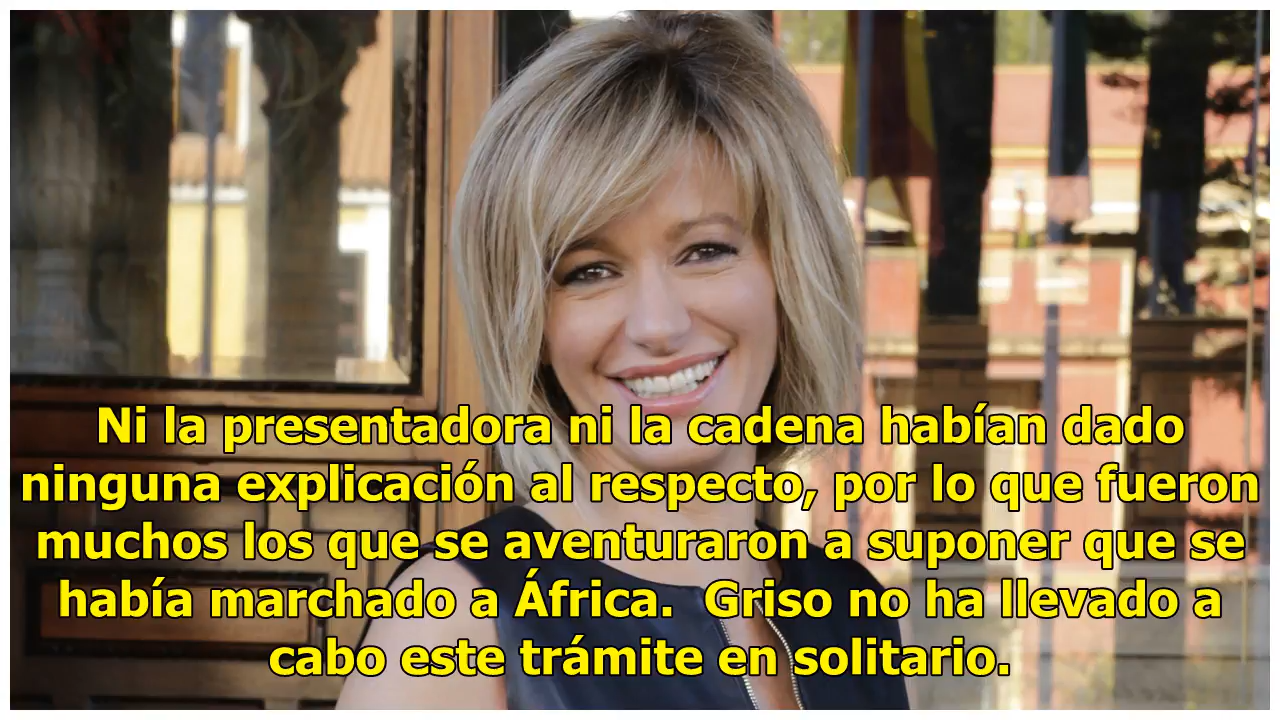 Ni la presentadora ni la cadena habían dado
ninguna explicación al respecto, por lo que fueron
muchos los que se aventuraron a suponer que se
había marchado a África.  Griso no ha llevado a
cabo este trámite en solitario.